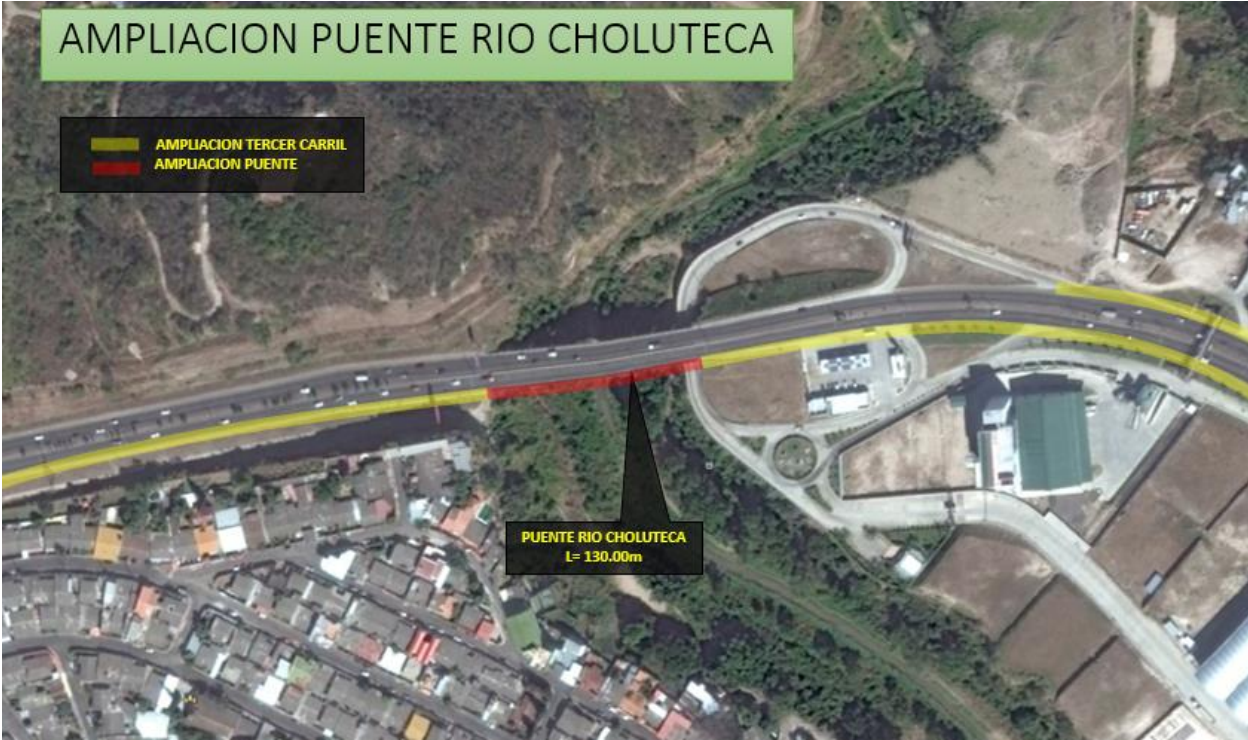 AMPLIACION PUENTE RIO CHOLUTECA
AMPLIACION TERCER CARRIL
AMPLIACION PUENTE
PUENTE RIO CHOLUTECA
L= 130.00m